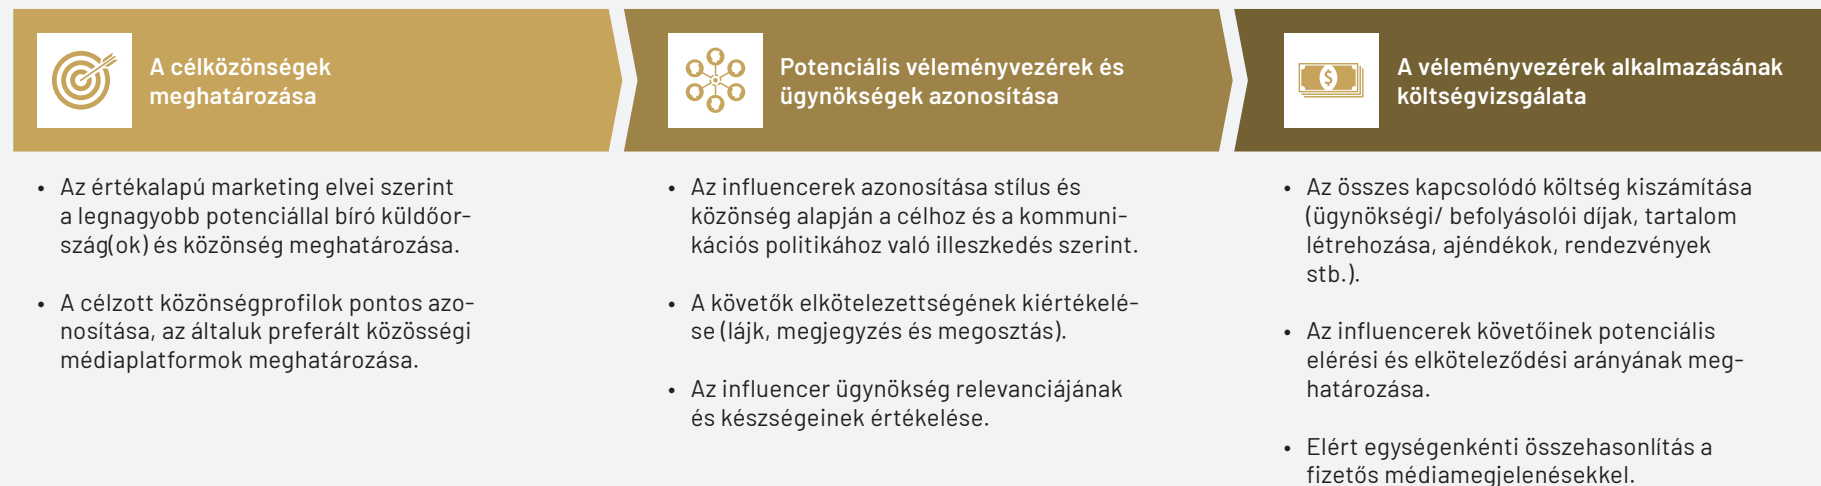 A célközönségek
meghatározása
• Az értékalapú marketing elvei szerint
a legnagyobb potenciállal bíró küldőor-
szág(ok) és közönség meghatározása.
• A célzott közönségprofilok pontos azo-
nosítása, az általuk preferált közösségi
médiaplatformok meghatározása.
Potenciális véleményvezérek és
ügynökségek azonosítása
• Az influencerek azonosítása stílus és
közönség alapján a célhoz és a kommuni-
kációs politikához való illeszkedés szerint.
• A követők elkötelezettségének kiértékelé-
se (lájk, megjegyzés és megosztás).
• Az influencer ügynökség relevanciájának
és készségeinek értékelése.
$
A véleményvezérek alkalmazásának
költségvizsgálata
• Az összes kapcsolódó költség kiszámítása
(ügynökségi/ befolyásolói díjak, tartalom
létrehozása, ajéndékok, rendezvények
stb.).
• Az influencerek követőinek potenciális
elérési és elköteleződési arányának meg-
határozása.
• Elért egységenkénti összehasonlítás a
fizetős médiamegjelenésekkel.